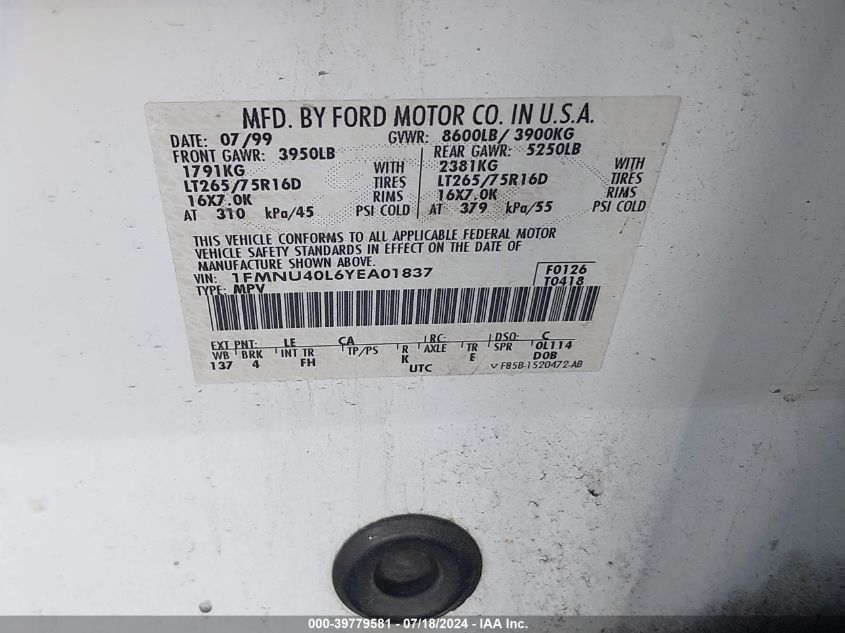 MFD. BY FORD MOTOR CO. IN U.S.A.
DATE: 07/99 GVWR: 8600LB/ 3900KG
FRONT GAWR: 3950LB REAR GAWR: 5250LB
1791KG WITH 2381KG WITH
LT265/75R16D TIRES LT265/75R16D TIRES
16X7.0K RIMS 16X7.0K RIMS
AT 310 kPa/45 PSI COLD AT 379 kPa/55 PSI COLD
THIS VEHICLE CONFORMS TO ALL APPLICABLE FEDERAL MOTOR
VEHICLE SAFETY STANDARDS IN EFFECT ON THE DATE OF
MANUFACTURE SHOWN ABOVE.
VIN: 1FMNU40L6YEA01837 F0126
TYPE: MPV T0418
EXT PNT: LE CA RC: DSO: C
WB BRK INT TR TP/PS R AXLE TR SPR 0L114
137 4 FH K E D0B
UTC F85B-1520472-AB
000-39779581 - 07/18/2024 - IAA Inc.